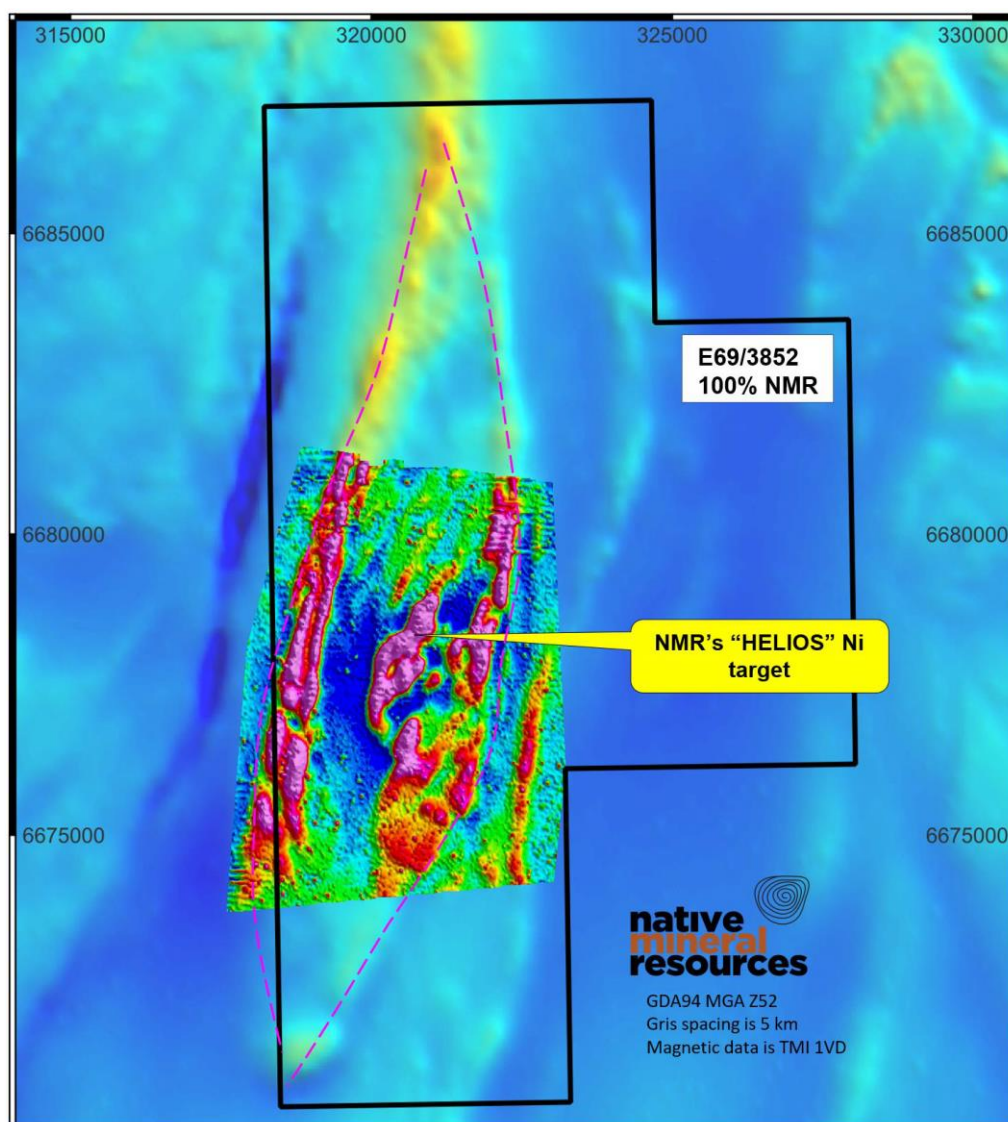 315000 320000 325000 330000
6685000 6685000
E69/3852
100% NMR
6680000 6680000
NMR's “HELIOS” Ni
target
6675000 6675000
native
mineral
resources
GDA94 MGA Z52
Gris spacing is 5 km
Magnetic data is TMI 1VD